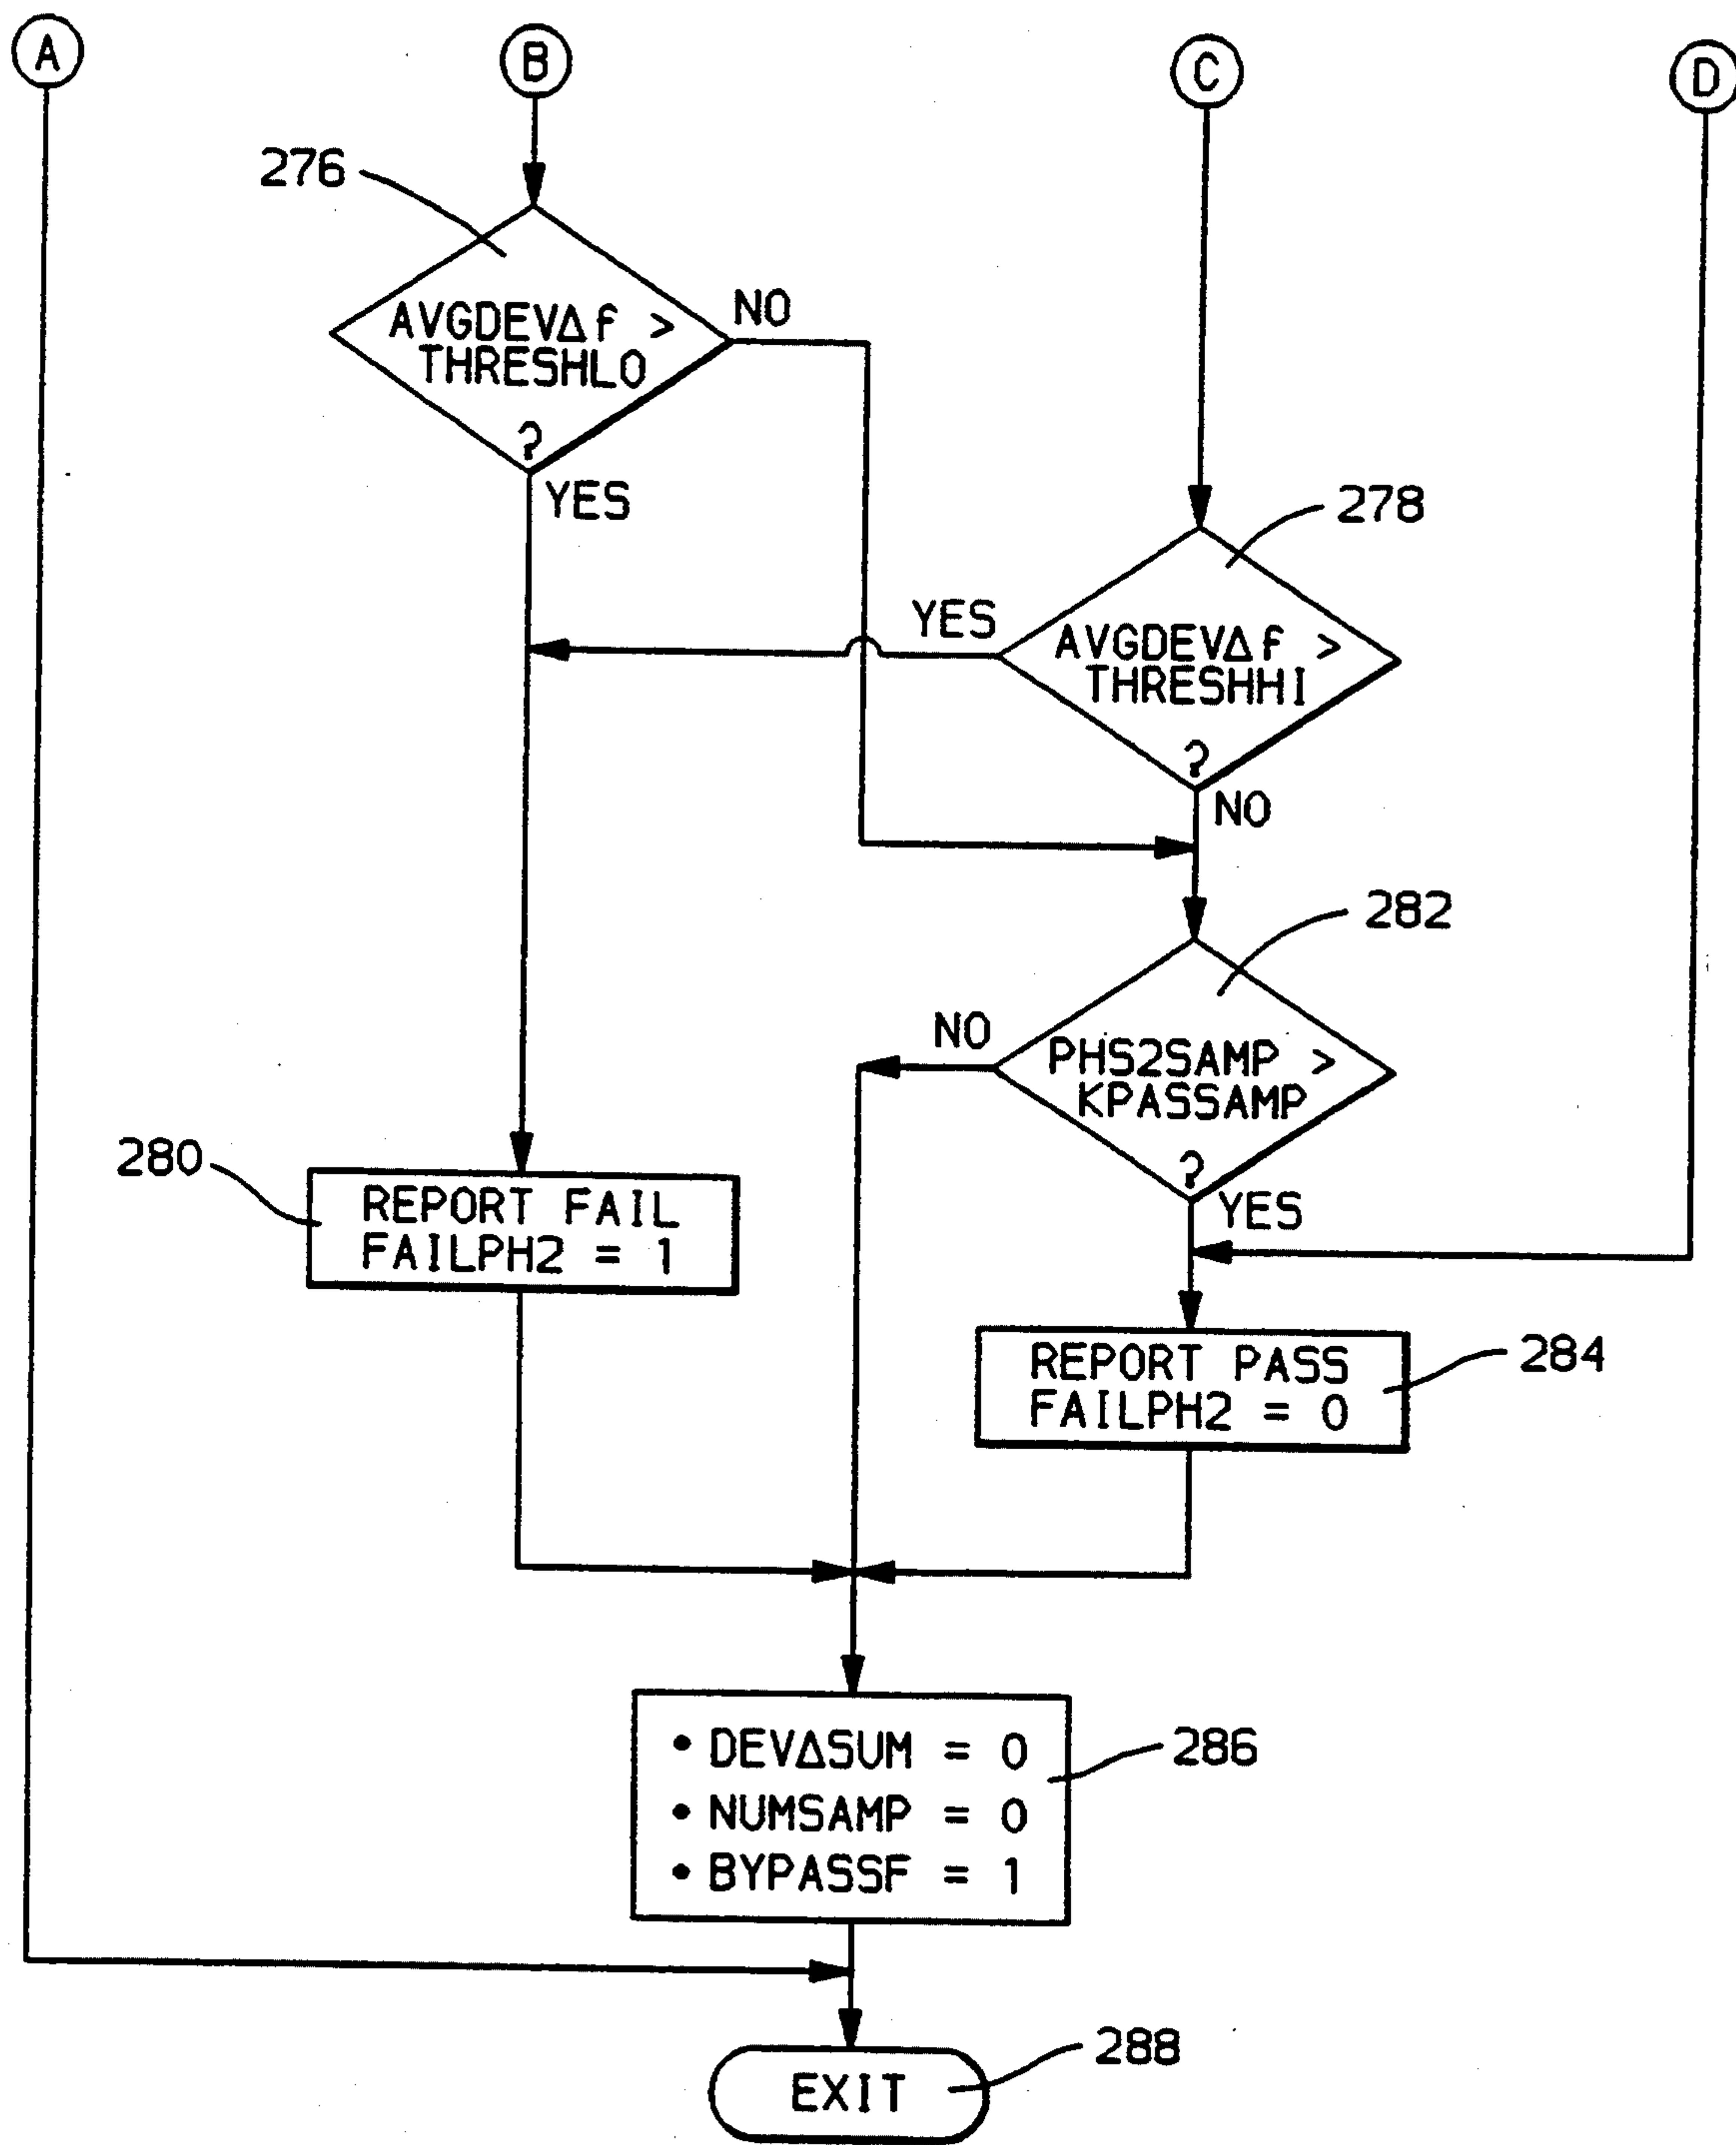 A
B
C
D
276
AVGDEVΔf >
THRESHLO
?
NO
YES
278
YES
AVGDEVΔf >
THRESHHI
?
NO
282
NO
PHS2SAMP >
KPASSAMP
?
YES
280
REPORT FAIL
FAILPH2 = 1
REPORT PASS
FAILPH2 = 0
284
• DEVΔSUM = 0
• NUMSAMP = 0
• BYPASSF = 1
286
EXIT
288